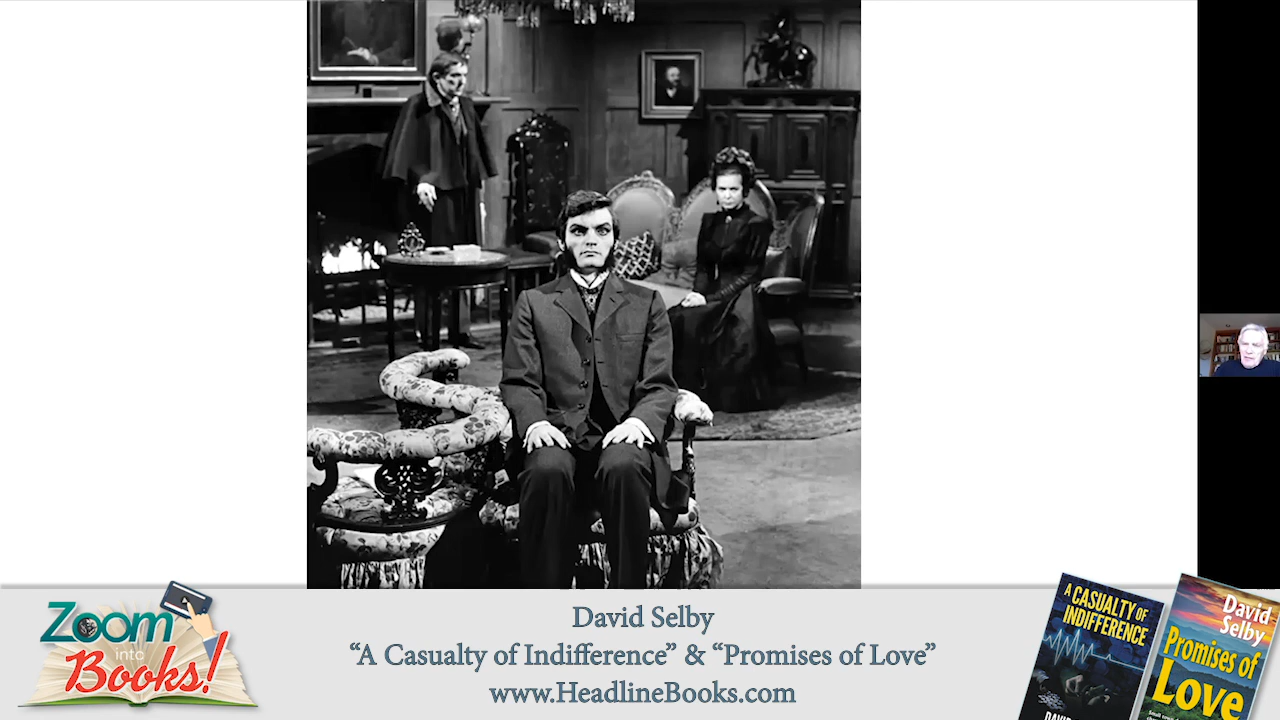 David Selby
“A Casualty of Indifference” & “Promises of Love”
www.HeadlineBooks.com
Zoom
into
Books!
A CASUALTY OF
INDIFFERENCE
David
Selby
Promises of
Love